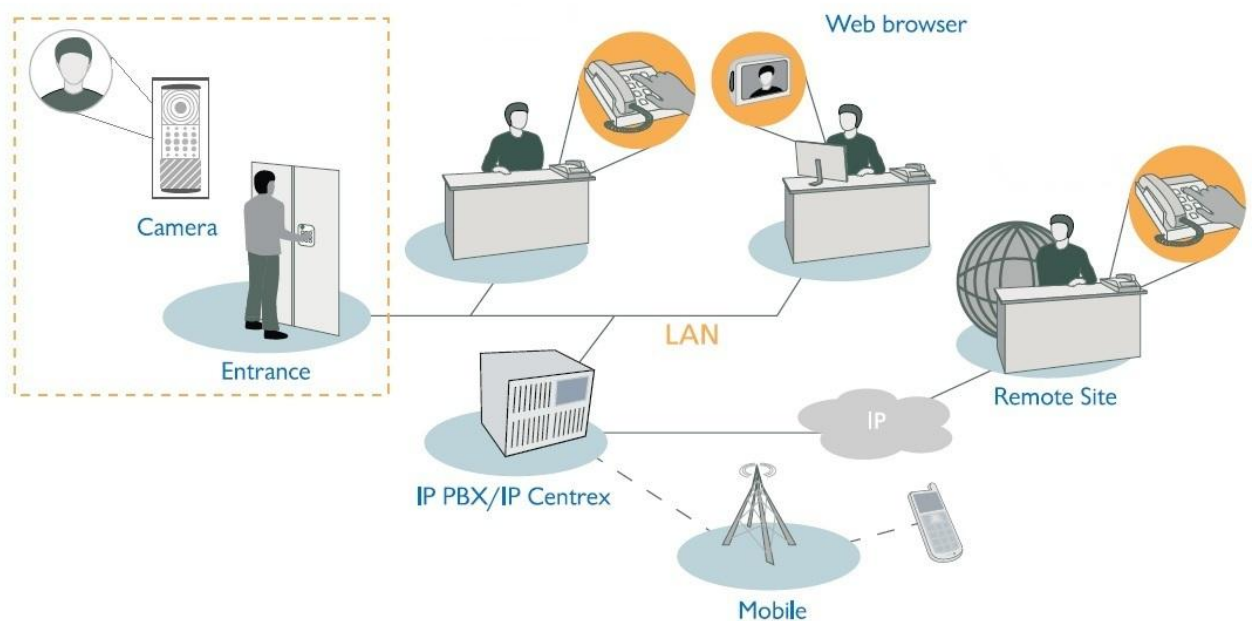 Web browser
Camera
Entrance
LAN
Remote Site
IP
IP PBX/IP Centrex
Mobile